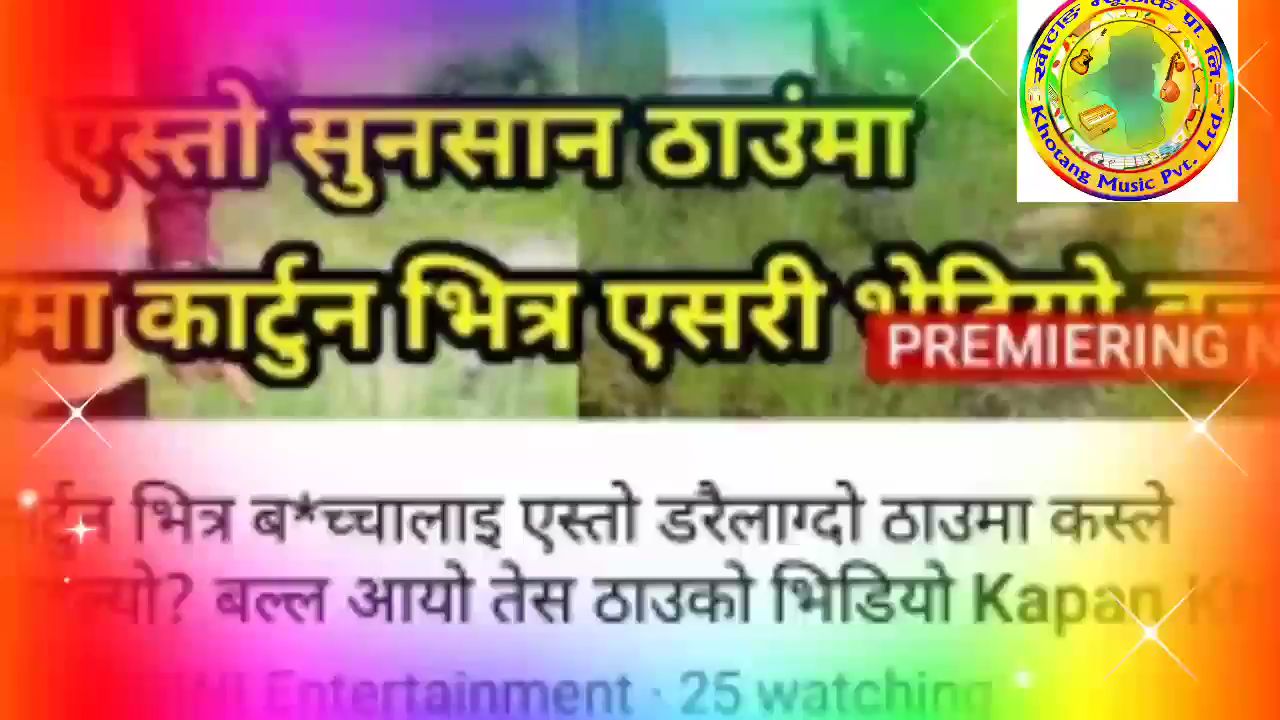 खोटाङ म्युजिक प्रा. लि.
Khotang Music Pvt. Ltd.
एस्तो सुनसान ठाउंमा
मा कार्टुन भित्र एसरी
PREMIERING
भित्र ब*च्चालाइ एस्तो डरैलाग्दो ठाउमा कस्ले
बल्ल आयो तेस ठाउको भिडियो Kapan
Entertainment · 25 watching